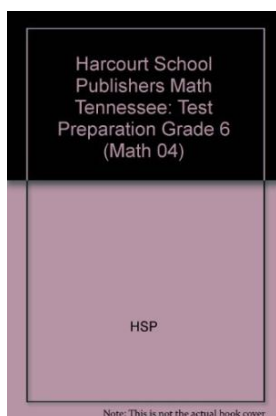 Harcourt School
Publishers Math
Tennessee: Test
Preparation Grade 6
(Math 04)
HSP
Note: This is not the actual book cover